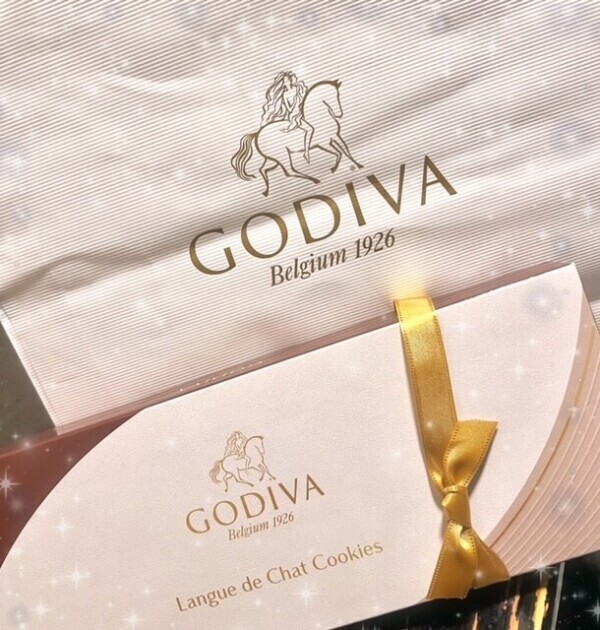 GODIVA
Belgium 1926
GODIVA
Belgium 1926
Langue de Chat Cookies